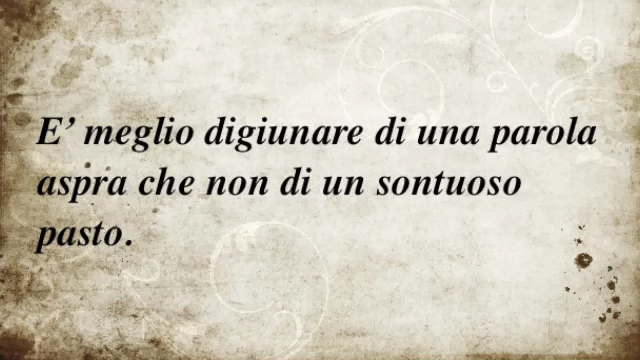 E’ meglio digiunare di una parola
aspra che non di un sontuoso
pasto.